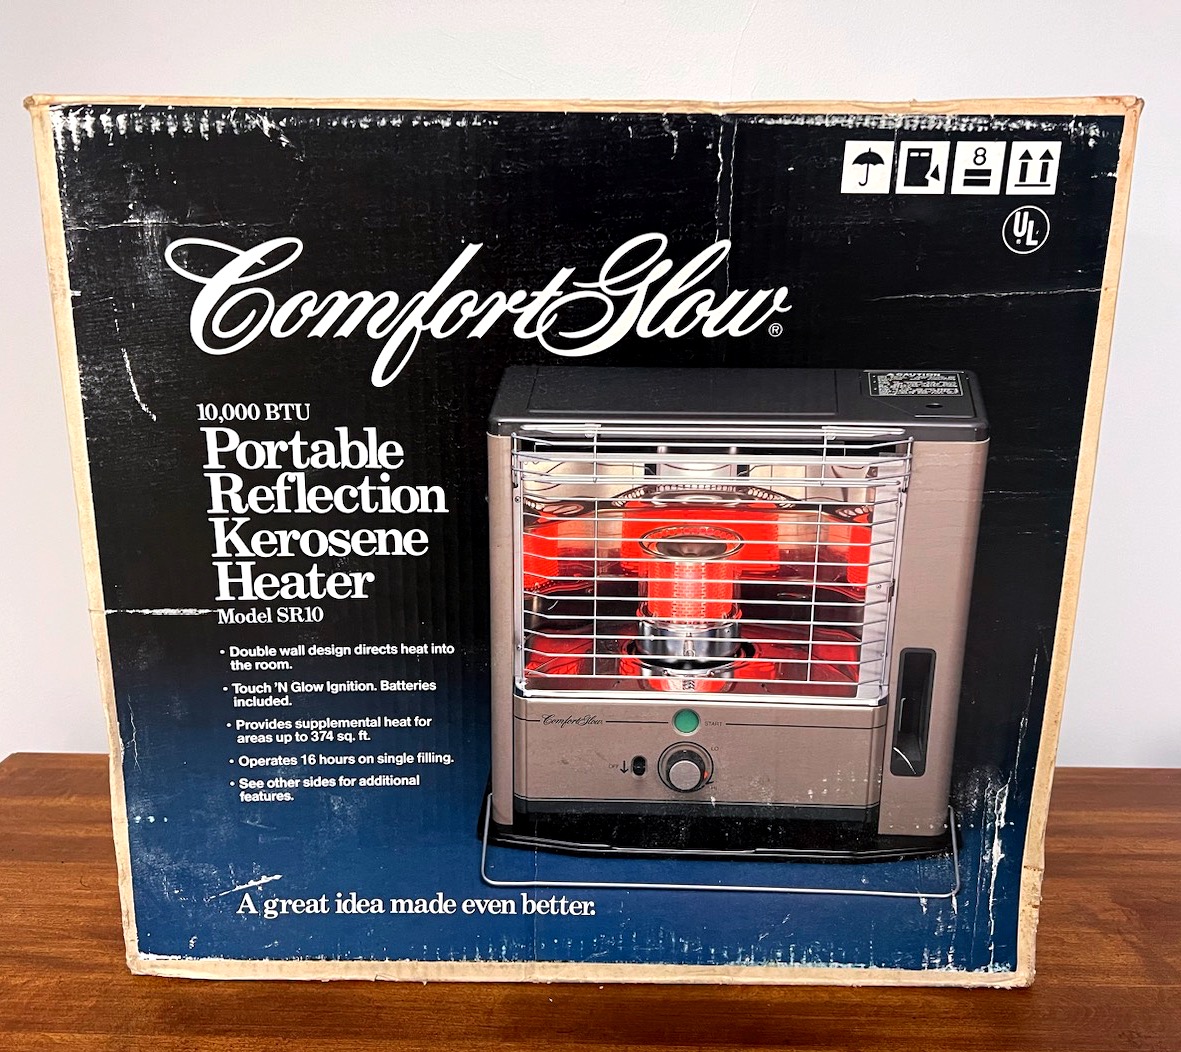 8
UL
ComfortGlow®
10,000 BTU
Portable
Reflection
Kerosene
Heater
Model SR10
• Double wall design directs heat into
the room.
• Touch 'N Glow Ignition. Batteries
included.
• Provides supplemental heat for
areas up to 374 sq. ft.
• Operates 16 hours on single filling.
• See other sides for additional
features.
CAUTION
ComfortGlow
START
LO
OFF
A great idea made even better.